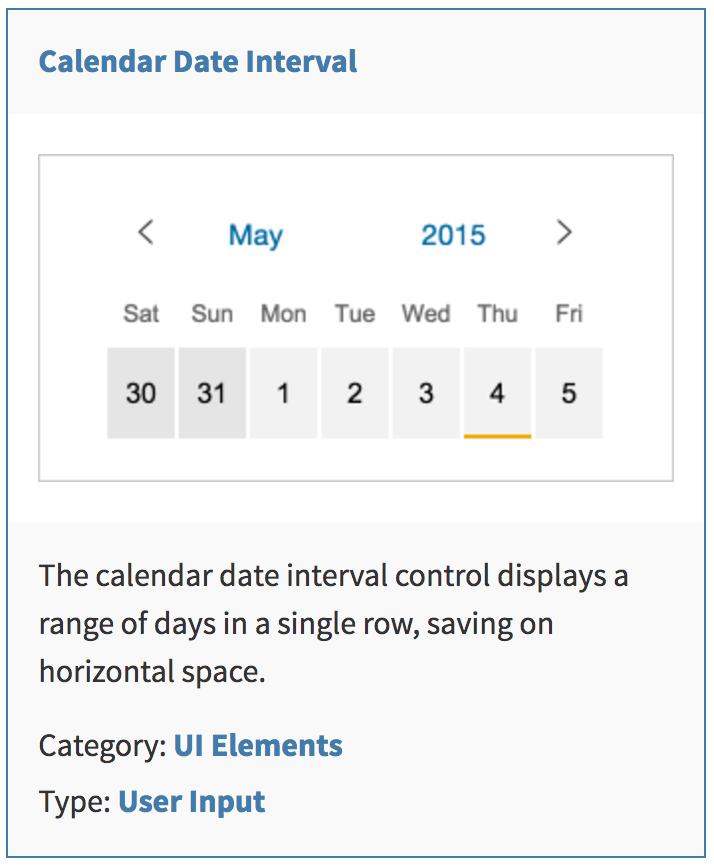 Calendar Date Interval
May 2015
Sat Sun Mon Tue Wed Thu Fri
30 31 1 2 3 4 5
The calendar date interval control displays a
range of days in a single row, saving on
horizontal space.
Category: UI Elements
Type: User Input